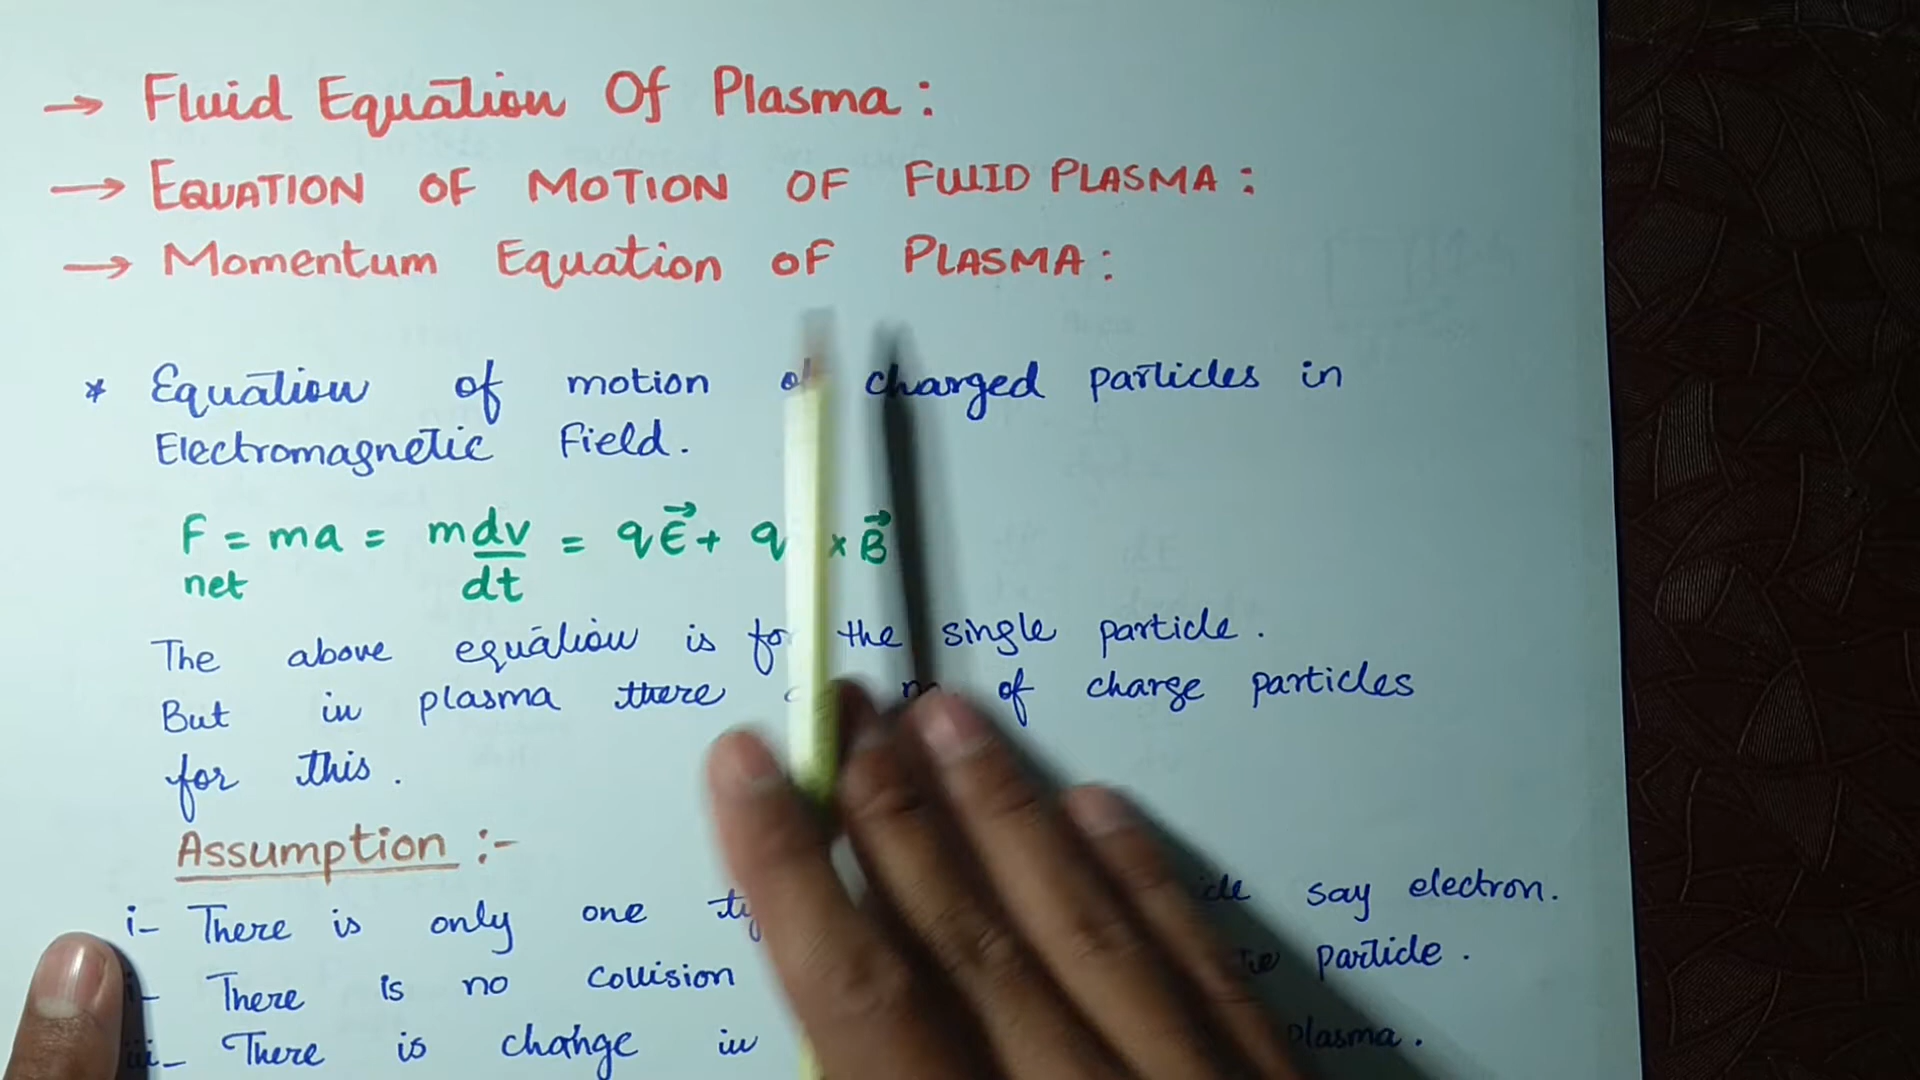 → Fluid Equation Of Plasma:
→ EQUATION OF MOTION OF FLUID PLASMA:
→ Momentum Equation OF PLASMA:
* Equation of motion charged particles in
Electromagnetic Field.
F net = ma = m dv/dt = qE⃗ + q × B⃗
The above equation is the single particle.
But in plasma there of charge particles
for this.
Assumption :-
i- There is only one say electron.
There is no collision particle.
iii- There is change in plasma.